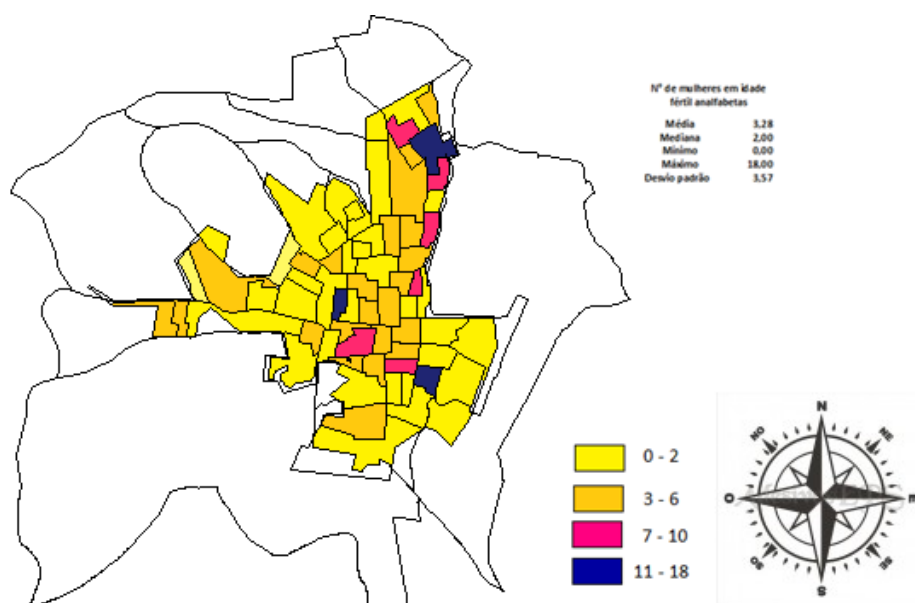 Nº de mulheres em idade
fértil analfabetas
Média 3,28
Mediana 2,00
Mínimo 0,00
Máximo 18,00
Desvio padrão 3,57
0 - 2
3 - 6
7 - 10
11 - 18
N
NO NE
O E
SO SE
S